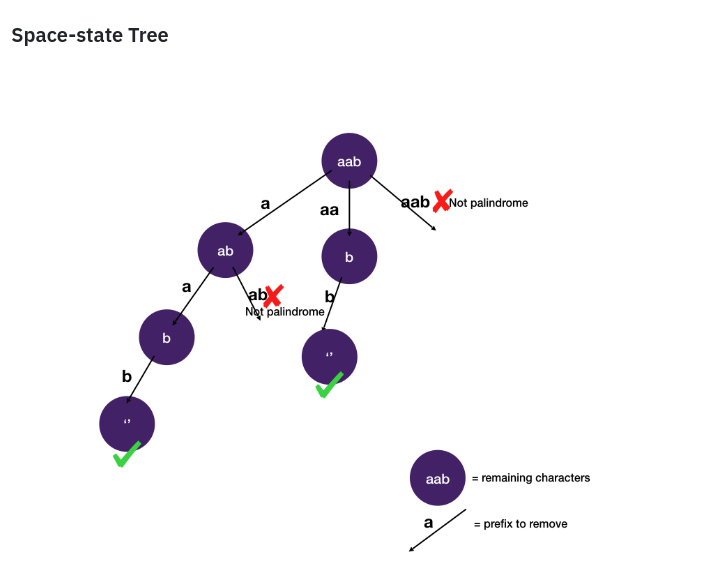 Space-state Tree
aab
a
aa
aab
Not palindrome
ab
b
a
ab
Not palindrome
b
b
‘’
b
‘’
aab
= remaining characters
a
= prefix to remove